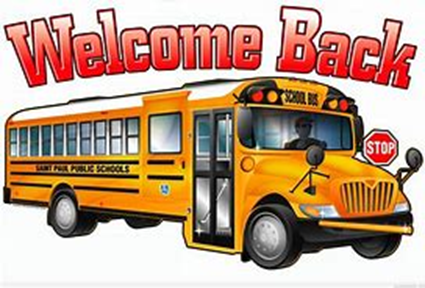 Welcome Back
SCHOOL BUS
STOP
SAINT PAUL PUBLIC SCHOOLS